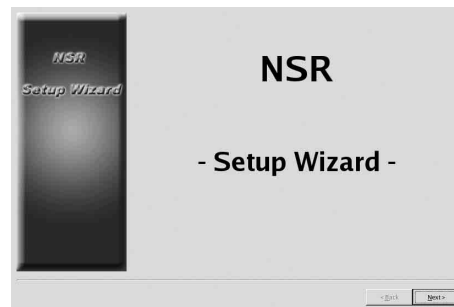 NSR
Setup Wizard
NSR
- Setup Wizard -
< Back
Next >